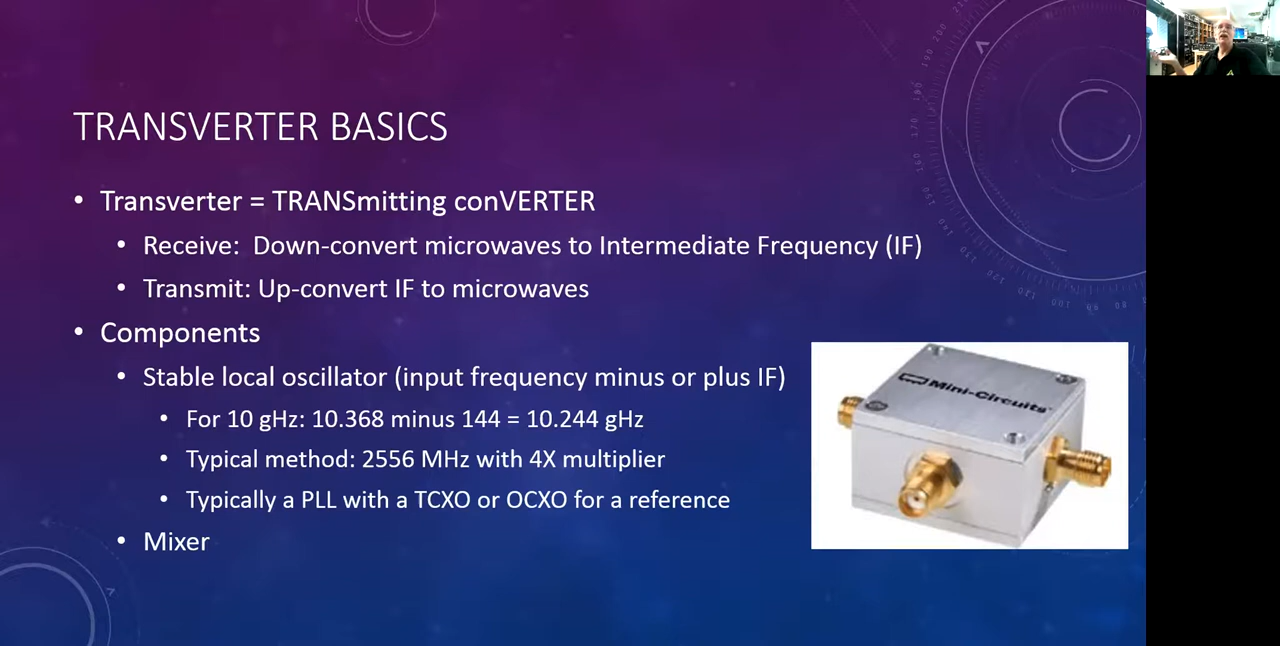 TRANSVERTER BASICS
• Transverter = TRANSmitting conVERTER
• Receive: Down-convert microwaves to Intermediate Frequency (IF)
• Transmit: Up-convert IF to microwaves
• Components
• Stable local oscillator (input frequency minus or plus IF)
• For 10 gHz: 10.368 minus 144 = 10.244 gHz
• Typical method: 2556 MHz with 4X multiplier
• Typically a PLL with a TCXO or OCXO for a reference
• Mixer
Mini-Circuits